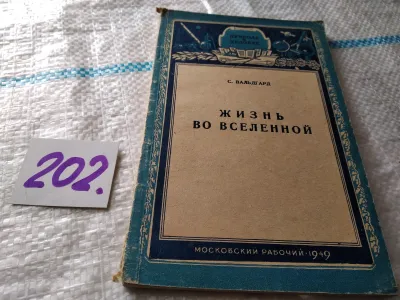 С. ВАЛЬДГАРД
ЖИЗНЬ
ВО ВСЕЛЕННОЙ
МОСКОВСКИЙ РАБОЧИЙ · 1949
202.